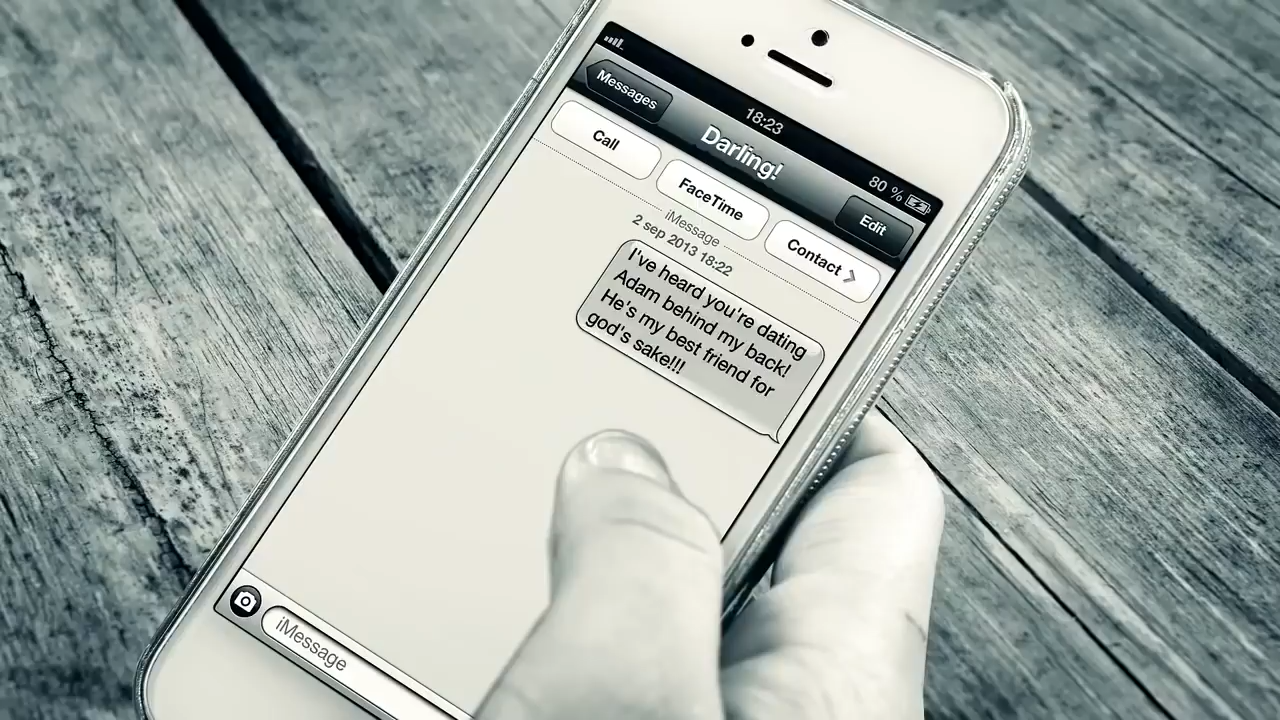 18:23
80 %
Messages
Darling!
Edit
Call
FaceTime
Contact
iMessage
2 sep 2013 18:22
I've heard you're dating
Adam behind my back!
He's my best friend for
god's sake!!!
iMessage